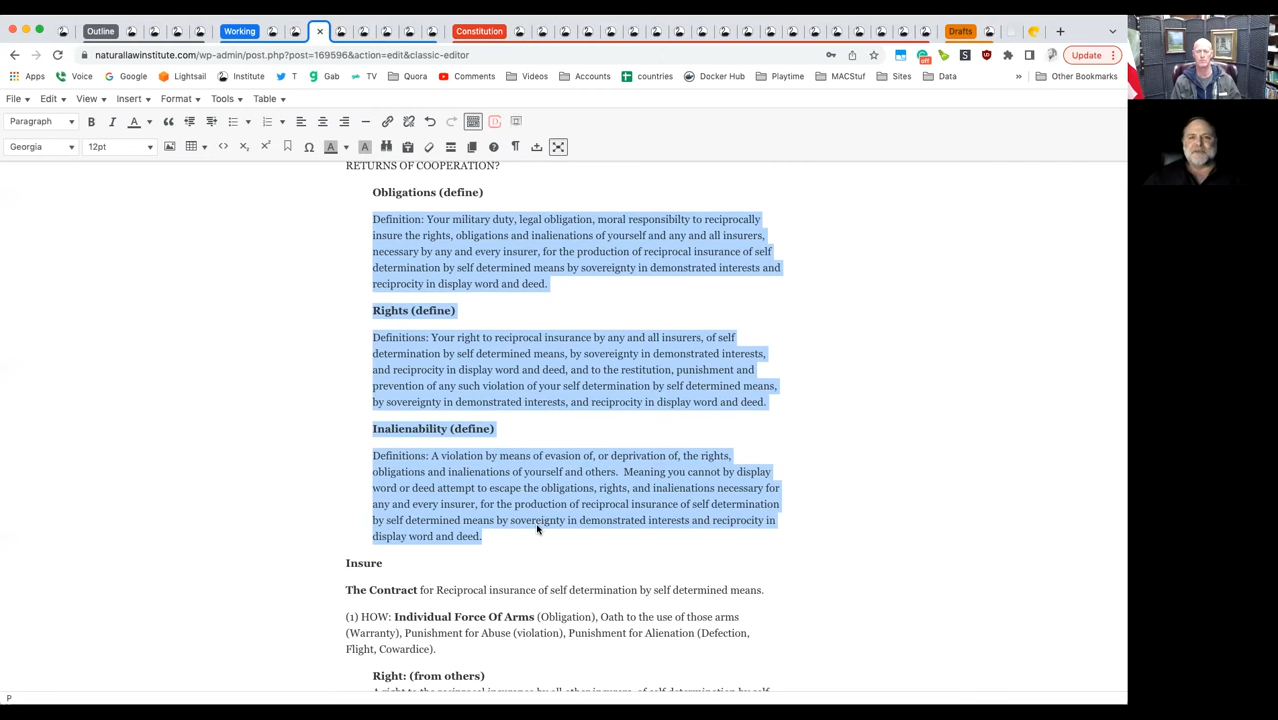 Outline
Working
Constitution
Drafts
naturallawinstitute.com/wp-admin/post.php?post=169596&action=edit&classic-editor
Update
Apps Voice Google Lightsail Institute T Gab TV Quora Comments Videos Accounts countries Docker Hub Playtime MACStuf Sites Data » Other Bookmarks
File Edit View Insert Format Tools Table
Paragraph B I A
Georgia 12pt
RETURNS OF COOPERATION?
Obligations (define)
Definition: Your military duty, legal obligation, moral responsibilty to reciprocally
insure the rights, obligations and inalienations of yourself and any and all insurers,
necessary by any and every insurer, for the production of reciprocal insurance of self
determination by self determined means by sovereignty in demonstrated interests and
reciprocity in display word and deed.
Rights (define)
Definitions: Your right to reciprocal insurance by any and all insurers, of self
determination by self determined means, by sovereignty in demonstrated interests,
and reciprocity in display word and deed, and to the restitution, punishment and
prevention of any such violation of your self determination by self determined means,
by sovereignty in demonstrated interests, and reciprocity in display word and deed.
Inalienability (define)
Definitions: A violation by means of evasion of, or deprivation of, the rights,
obligations and inalienations of yourself and others. Meaning you cannot by display
word or deed attempt to escape the obligations, rights, and inalienations necessary for
any and every insurer, for the production of reciprocal insurance of self determination
by self determined means by sovereignty in demonstrated interests and reciprocity in
display word and deed.
Insure
The Contract for Reciprocal insurance of self determination by self determined means.
(1) HOW: Individual Force Of Arms (Obligation), Oath to the use of those arms
(Warranty), Punishment for Abuse (violation), Punishment for Alienation (Defection,
Flight, Cowardice).
Right: (from others)
A right to the reciprocal insurance by all other insurers, of self determination by self
P